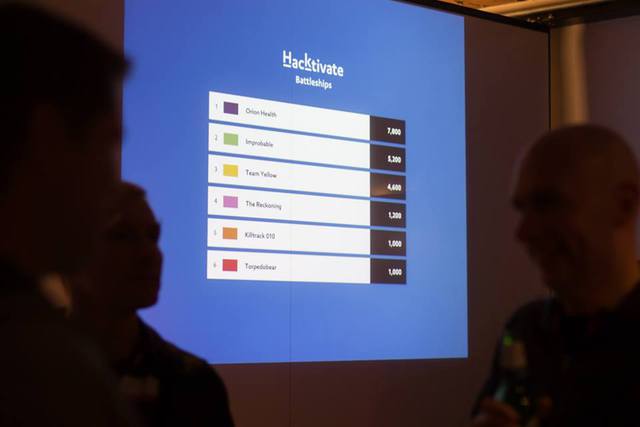 Hacktivate
Battleships
1 Orion Health 7,800
2 Improbable 5,200
3 Team Yellow 4,600
4 The Reckoning 1,200
5 Killtrack 010 1,000
6 Torpedobear 1,000